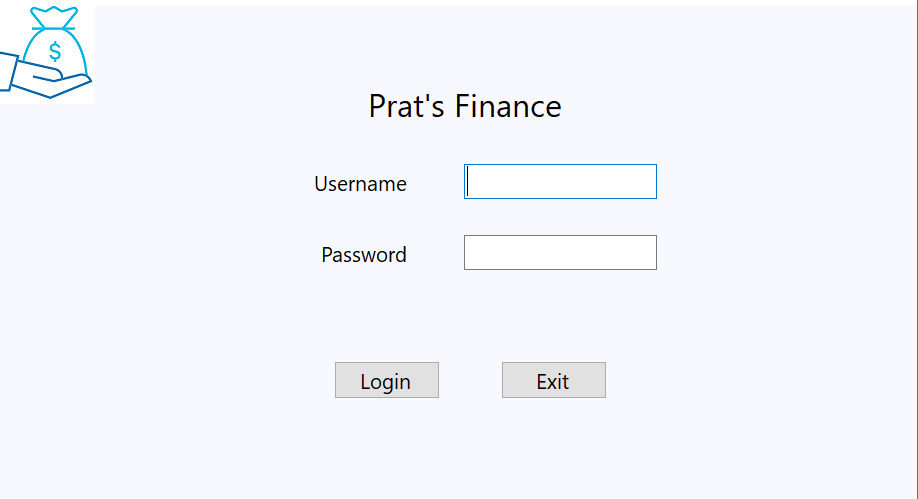 $
Prat's Finance
Username
Password
Login
Exit